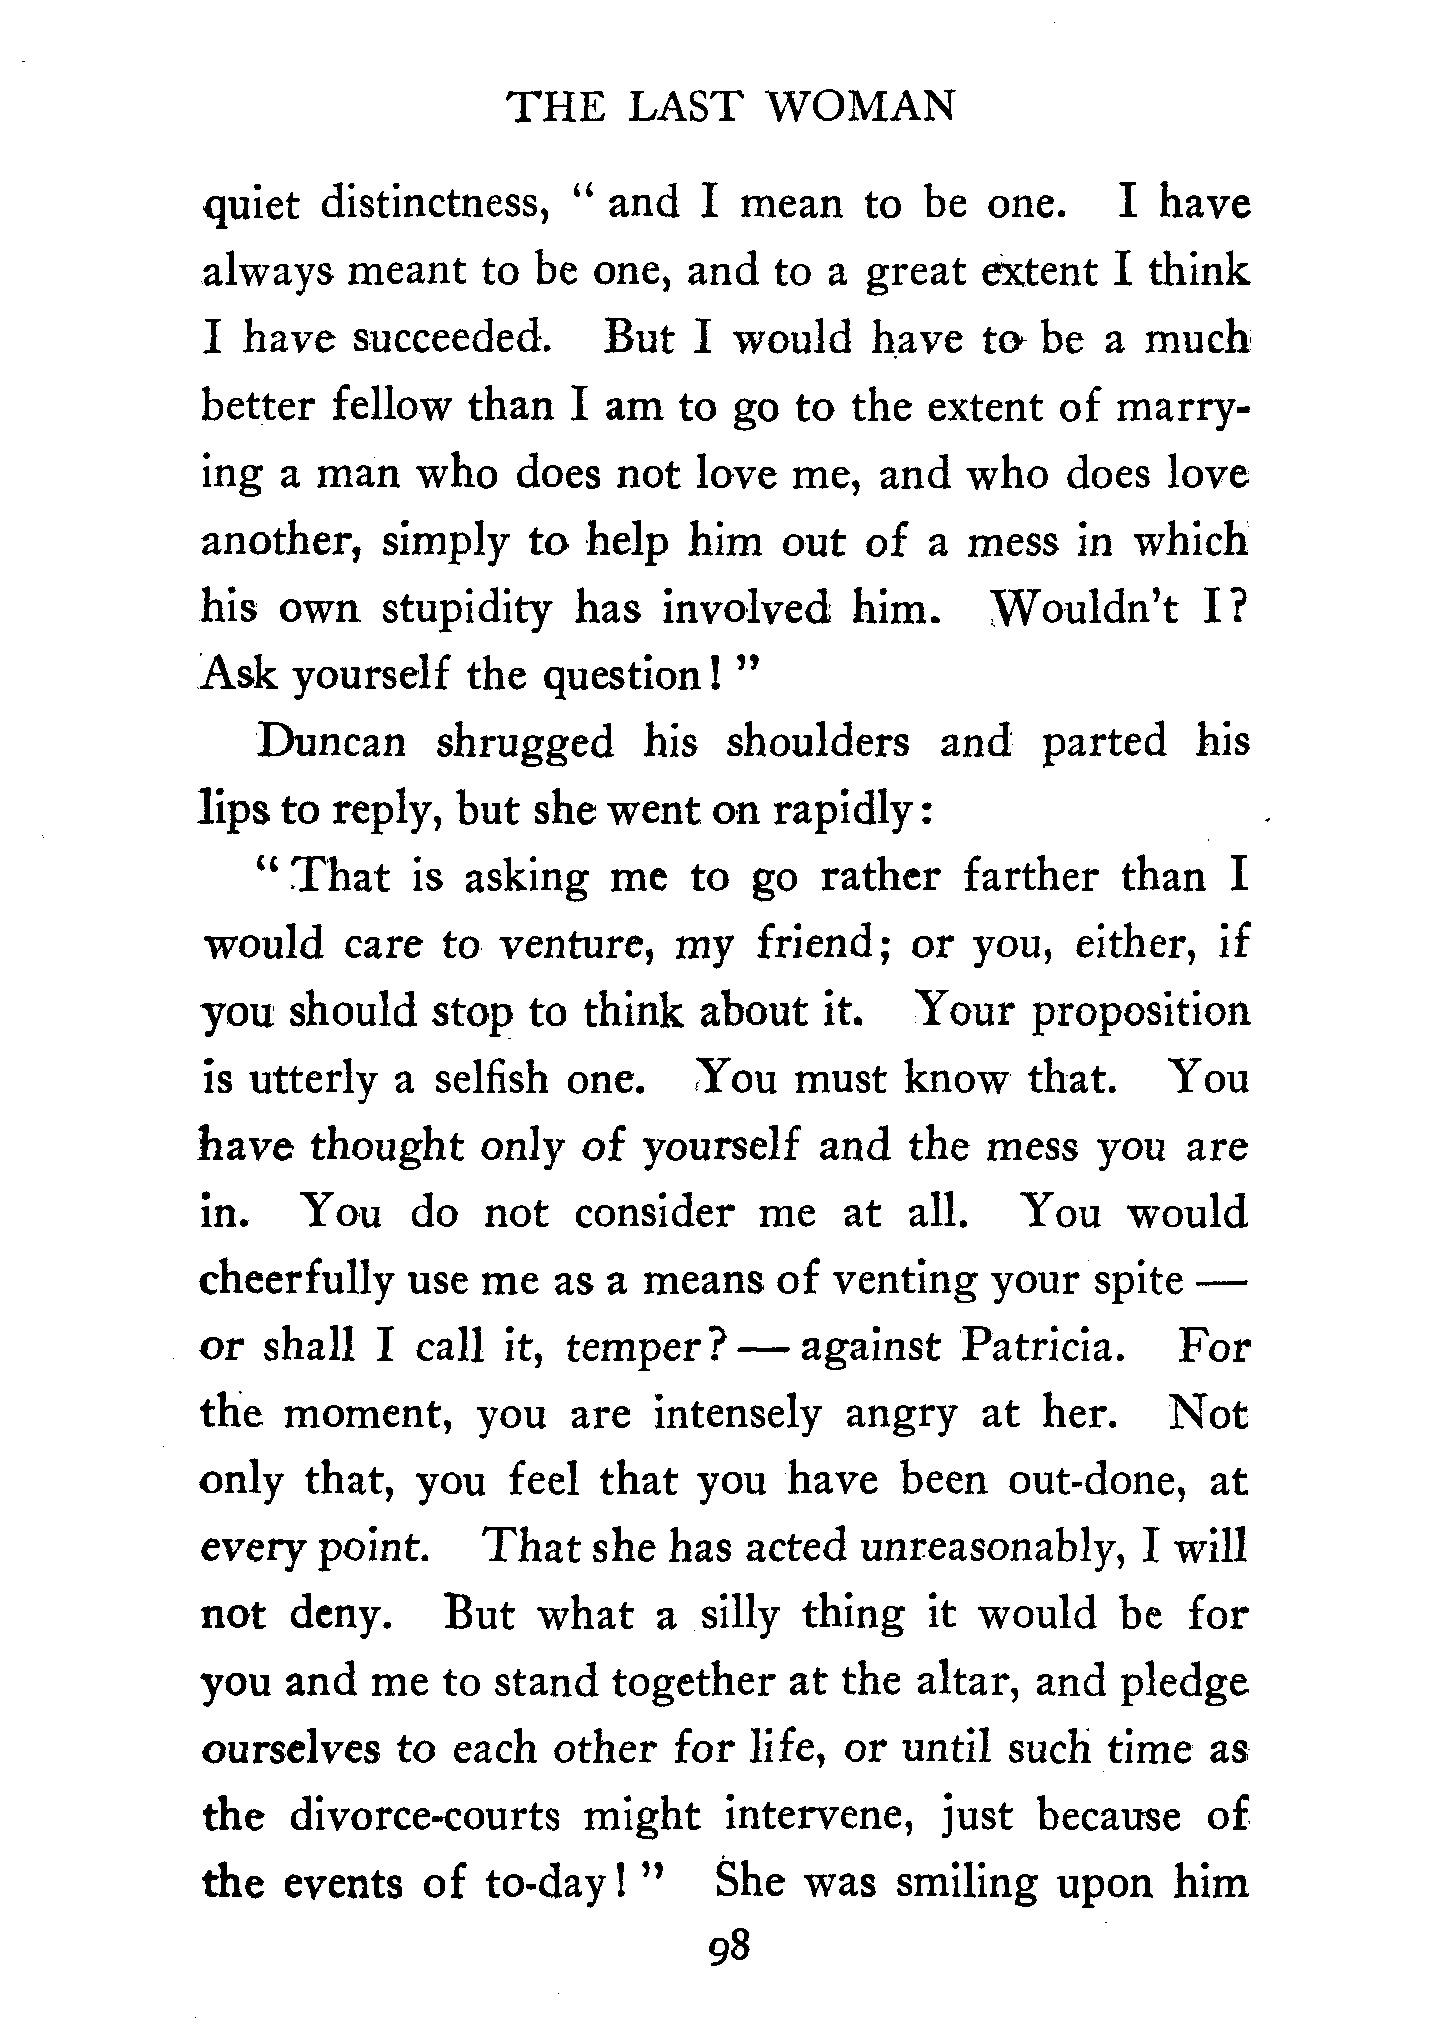 THE LAST WOMAN
quiet distinctness, " and I mean to be one. I have
always meant to be one, and to a great extent I think
I have succeeded. But I would have to be a much
better fellow than I am to go to the extent of marry-
ing a man who does not love me, and who does love
another, simply to help him out of a mess in which
his own stupidity has involved him. Wouldn't I?
Ask yourself the question! "
Duncan shrugged his shoulders and parted his
lips to reply, but she went on rapidly:
" That is asking me to go rather farther than I
would care to venture, my friend; or you, either, if
you should stop to think about it. Your proposition
is utterly a selfish one. You must know that. You
have thought only of yourself and the mess you are
in. You do not consider me at all. You would
cheerfully use me as a means of venting your spite —
or shall I call it, temper? — against Patricia. For
the moment, you are intensely angry at her. Not
only that, you feel that you have been out-done, at
every point. That she has acted unreasonably, I will
not deny. But what a silly thing it would be for
you and me to stand together at the altar, and pledge
ourselves to each other for life, or until such time as
the divorce-courts might intervene, just because of
the events of to-day! " She was smiling upon him
98